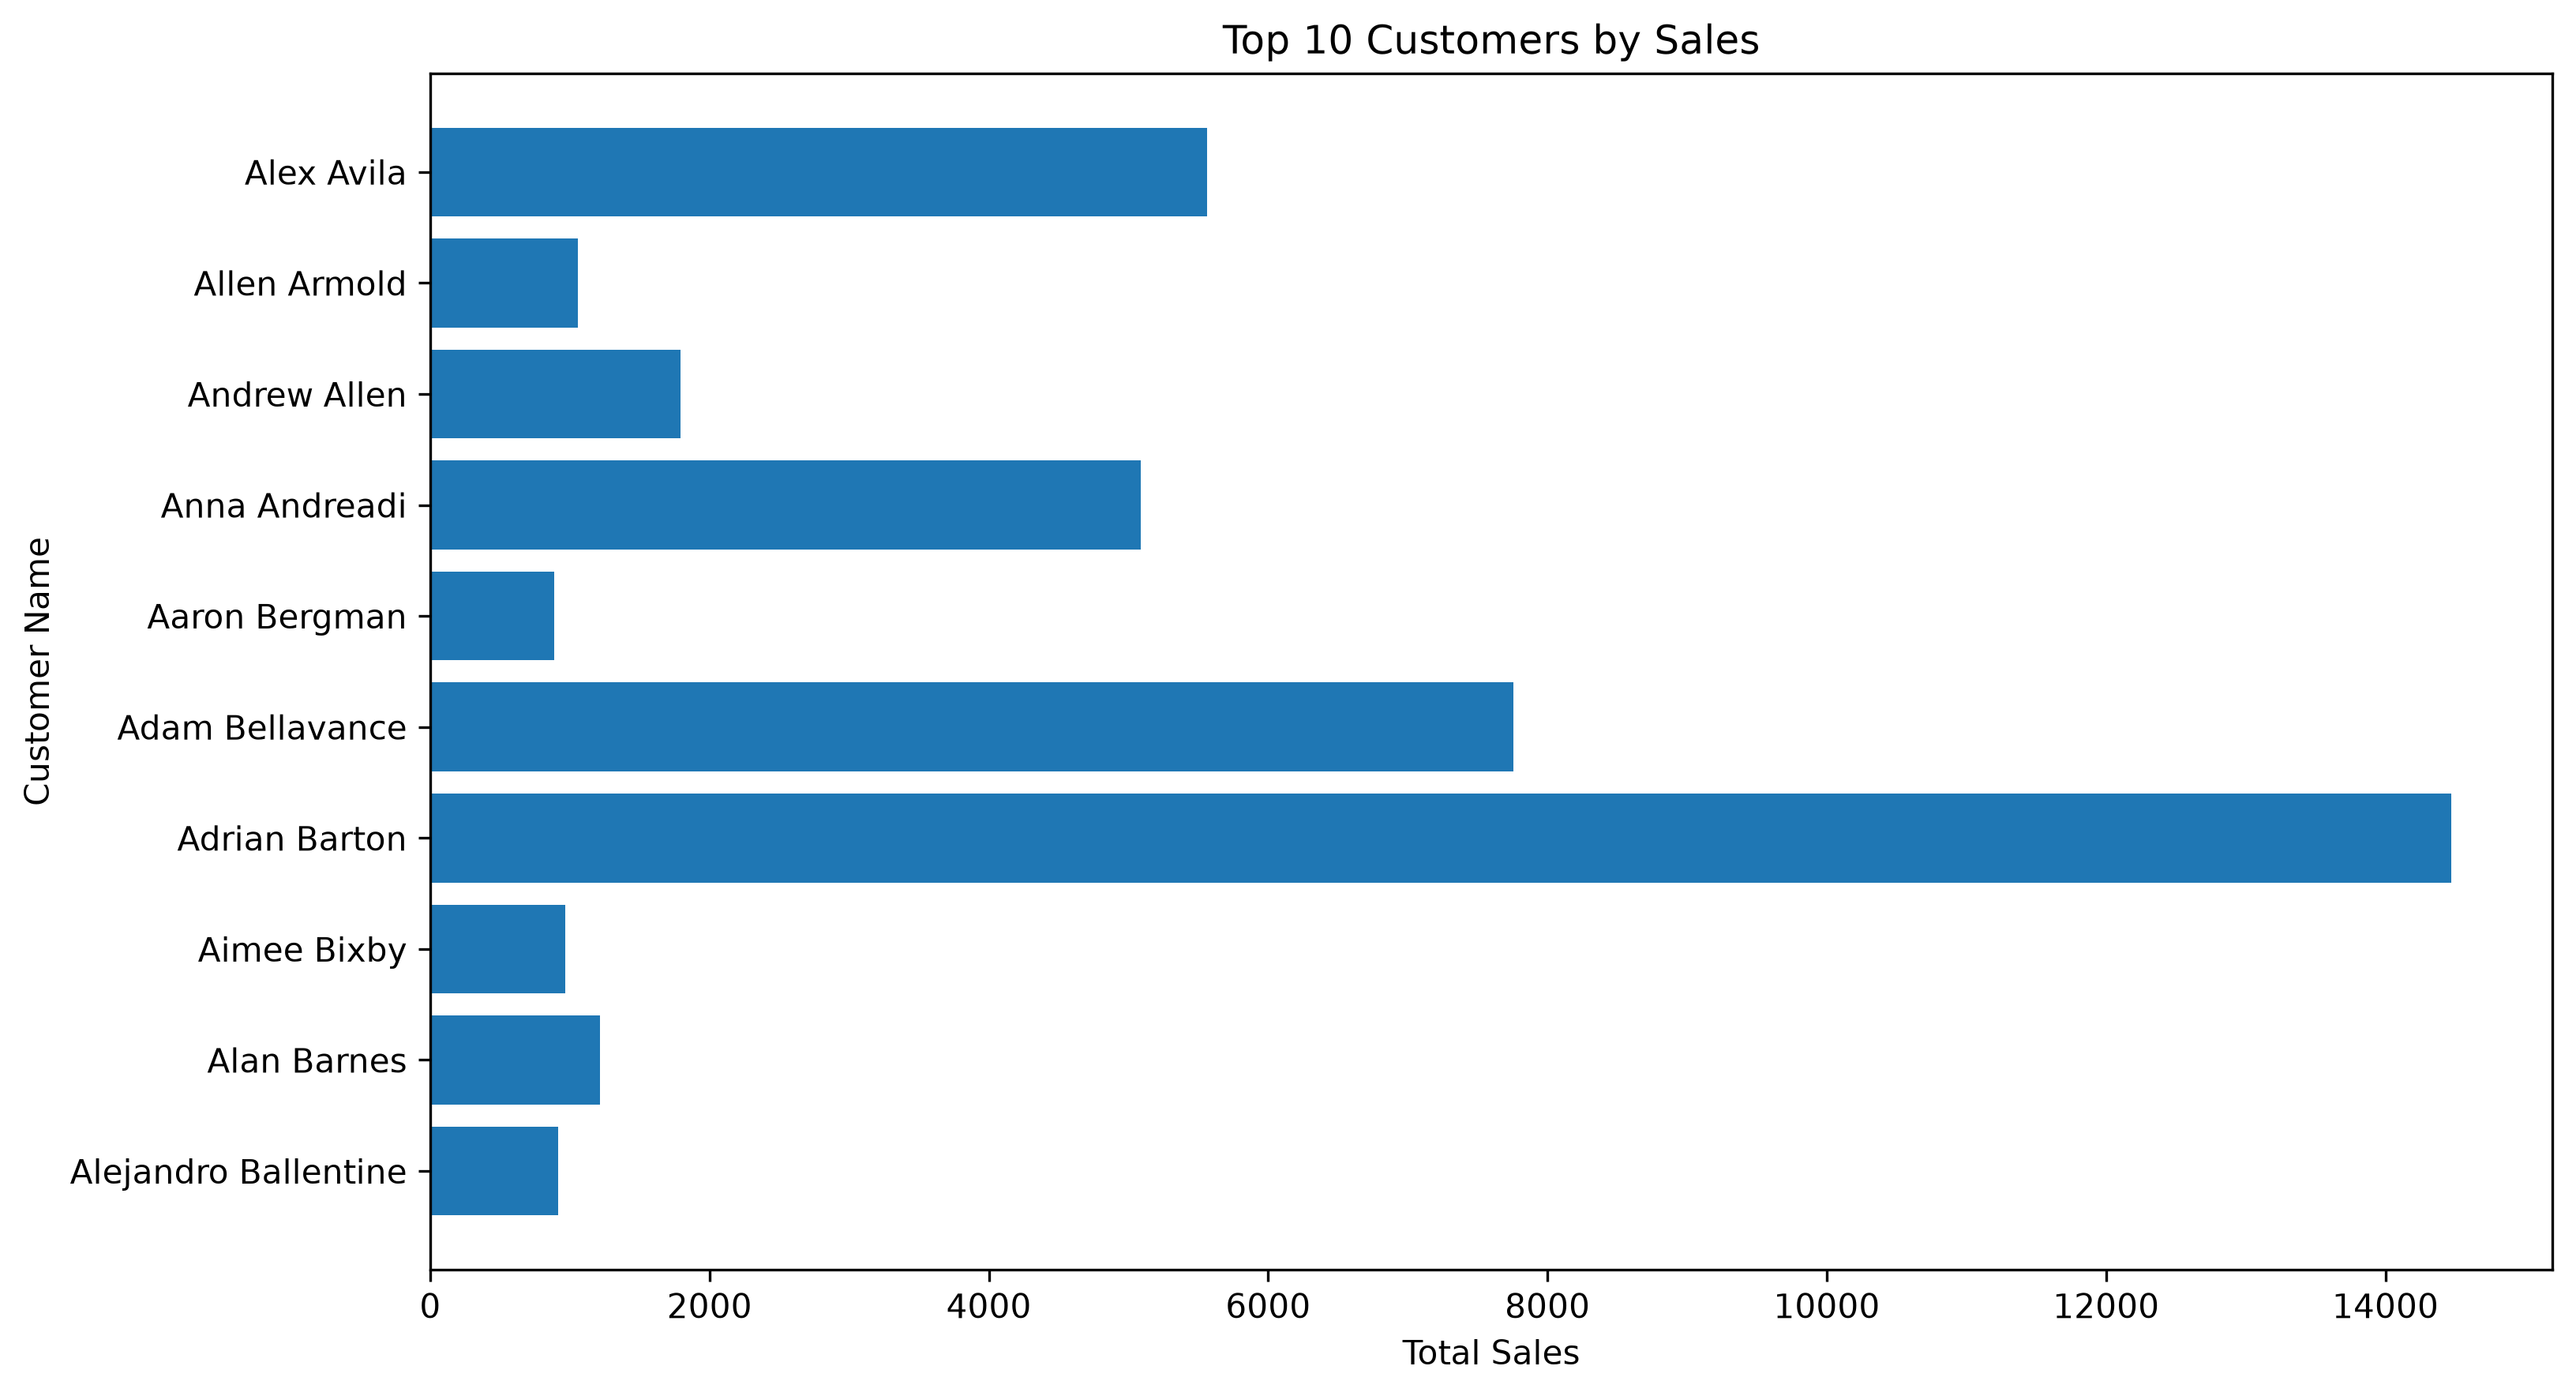 Top 10 Customers by Sales
Customer Name
Alex Avila
Allen Armold
Andrew Allen
Anna Andreadi
Aaron Bergman
Adam Bellavance
Adrian Barton
Aimee Bixby
Alan Barnes
Alejandro Ballentine
0 2000 4000 6000 8000 10000 12000 14000
Total Sales